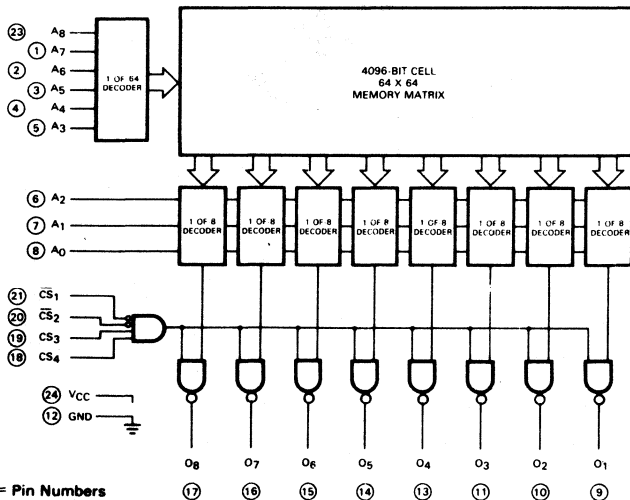 23 A8
1 A7
2 A6
3 A5
4 A4
5 A3
1 OF 64
DECODER
4096-BIT CELL
64 X 64
MEMORY MATRIX
6 A2
7 A1
8 A0
1 OF 8
DECODER
1 OF 8
DECODER
1 OF 8
DECODER
1 OF 8
DECODER
1 OF 8
DECODER
1 OF 8
DECODER
1 OF 8
DECODER
1 OF 8
DECODER
21 C̅S̅1
20 C̅S̅2
19 CS3
18 CS4
24 VCC
12 GND
O8 O7 O6 O5 O4 O3 O2 O1
= Pin Numbers
17 16 15 14 13 11 10 9